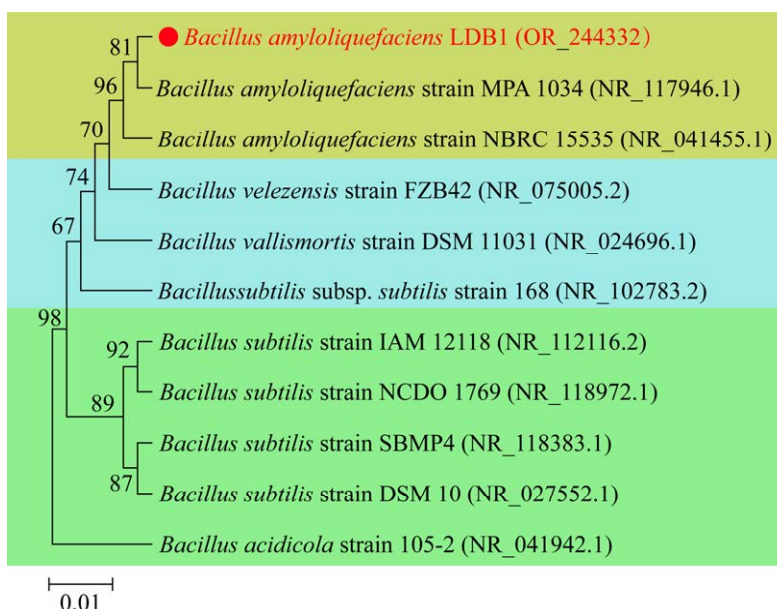 81
Bacillus amyloliquefaciens LDB1 (OR_244332）
96
Bacillus amyloliquefaciens strain MPA 1034 (NR_117946.1)
70
Bacillus amyloliquefaciens strain NBRC 15535 (NR_041455.1)
74
Bacillus velezensis strain FZB42 (NR_075005.2)
67
Bacillus vallismortis strain DSM 11031 (NR_024696.1)
Bacillussubtilis subsp. subtilis strain 168 (NR_102783.2)
98
92
Bacillus subtilis strain IAM 12118 (NR_112116.2)
Bacillus subtilis strain NCDO 1769 (NR_118972.1)
89
Bacillus subtilis strain SBMP4 (NR_118383.1)
87
Bacillus subtilis strain DSM 10 (NR_027552.1)
Bacillus acidicola strain 105-2 (NR_041942.1)
0.01